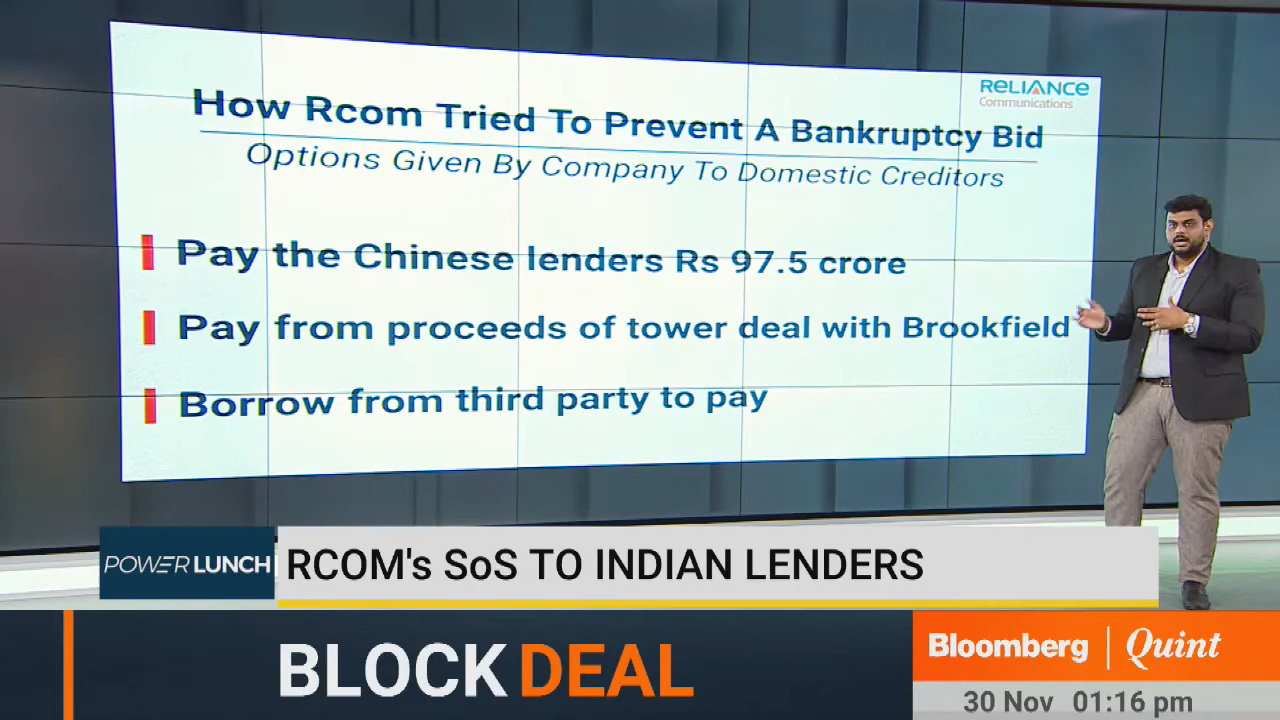 RELIANCE
Communications
How Rcom Tried To Prevent A Bankruptcy Bid
Options Given By Company To Domestic Creditors
Pay the Chinese lenders Rs 97.5 crore
Pay from proceeds of tower deal with Brookfield
Borrow from third party to pay
POWER LUNCH
RCOM's SoS TO INDIAN LENDERS
BLOCK DEAL
Bloomberg | Quint
30 Nov 01:16 pm